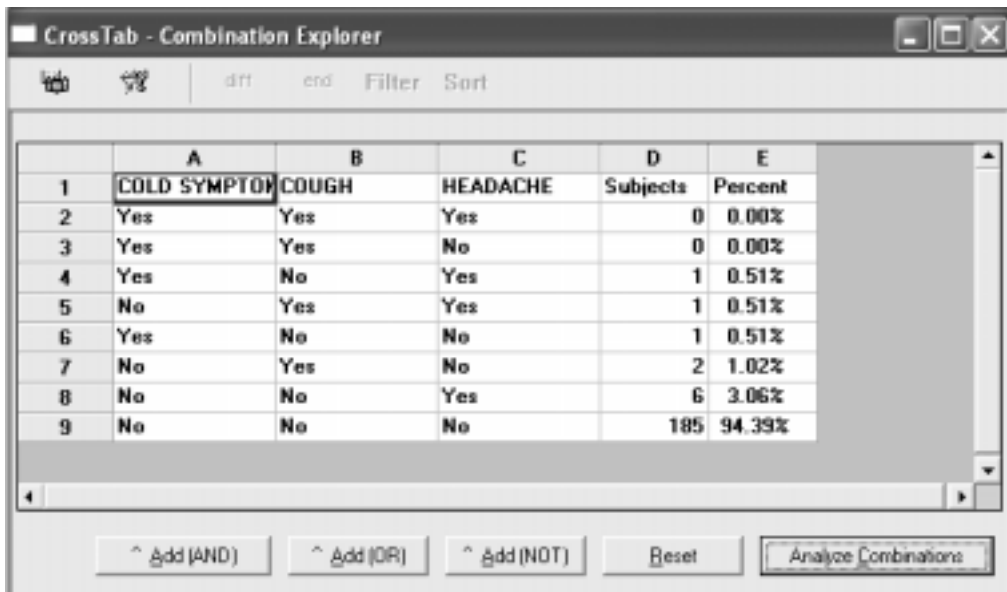 CrossTab - Combination Explorer
diff end Filter Sort
A B C D E
1 COLD SYMPTOM COUGH HEADACHE Subjects Percent
2 Yes Yes Yes 0 0.00%
3 Yes Yes No 0 0.00%
4 Yes No Yes 1 0.51%
5 No Yes Yes 1 0.51%
6 Yes No No 1 0.51%
7 No Yes No 2 1.02%
8 No No Yes 6 3.06%
9 No No No 185 94.39%
^ Add (AND) ^ Add (OR) ^ Add (NOT) Reset Analyze Combinations